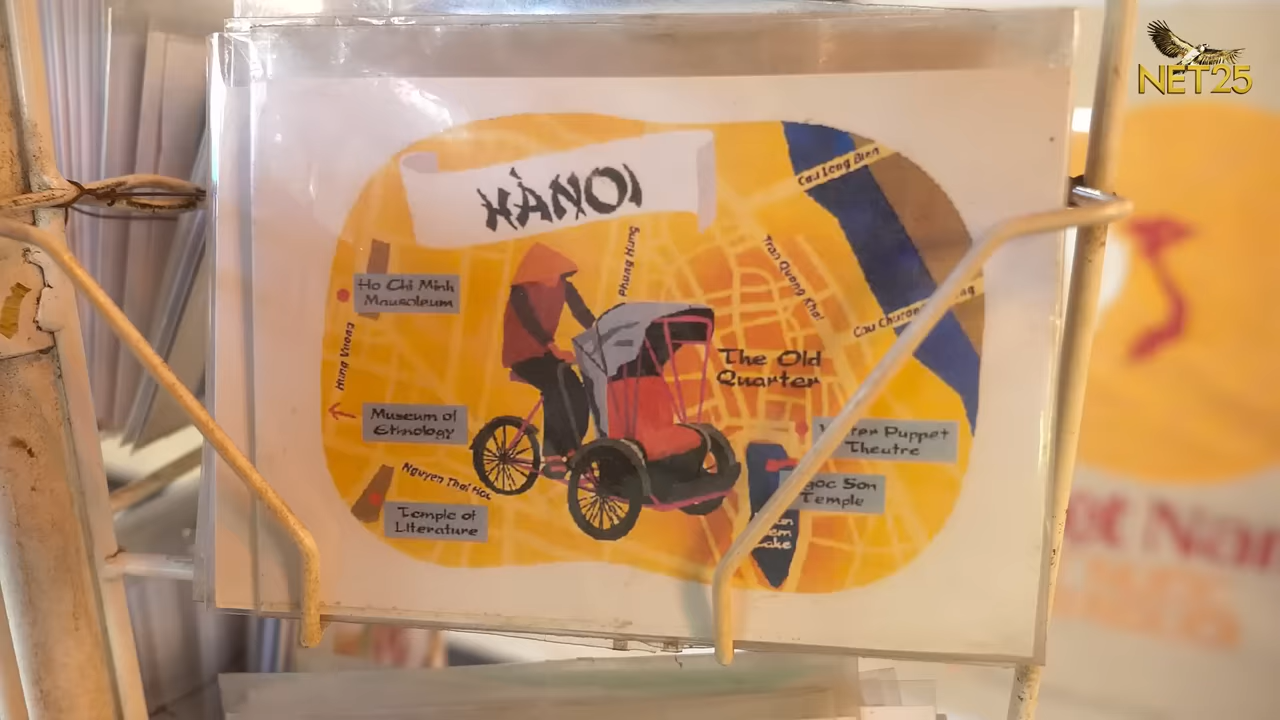 NET25
HÀNOI
Cau Long Bien
Ho Chi Minh
Mausoleum
Phung Hung
Tran Quang Khai
Hung Vuong
Cau Chuong
The Old
Quarter
Museum of
Etnology
Puppet
Theatre
Nguyen Thai Hoc
Son
Temple
Temple of
Literature